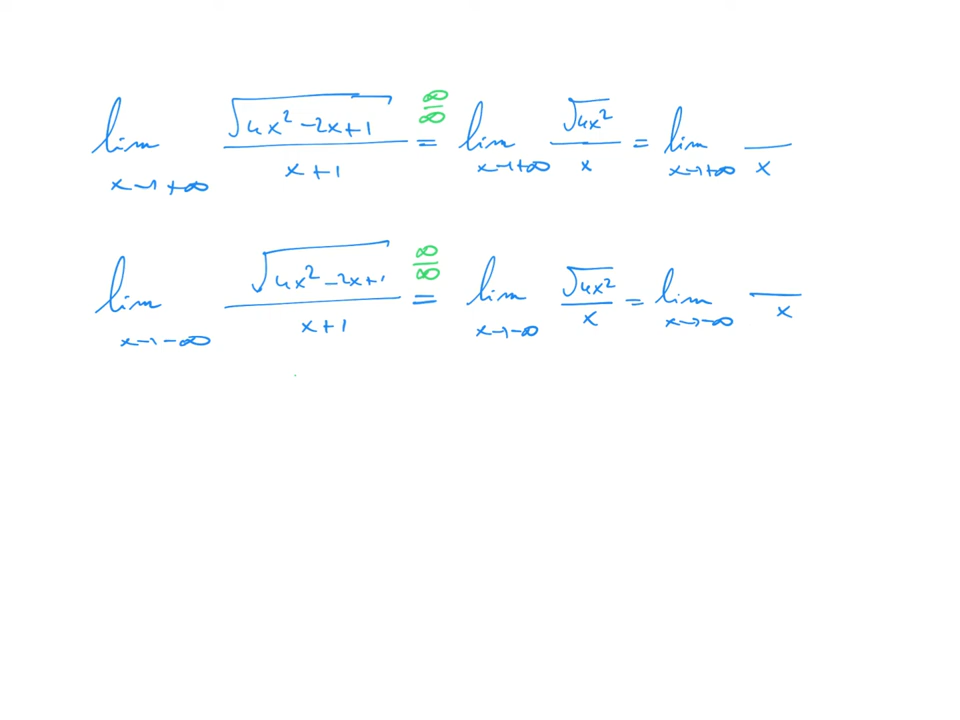 lim x→+∞ √(4x² -2x+1) / (x+1) =^(∞/∞) lim x→+∞ √(4x²) / x = lim x→+∞ / x
lim x→-∞ √(4x² -2x+1) / (x+1) =^(∞/∞) lim x→-∞ √(4x²) / x = lim x→-∞ / x